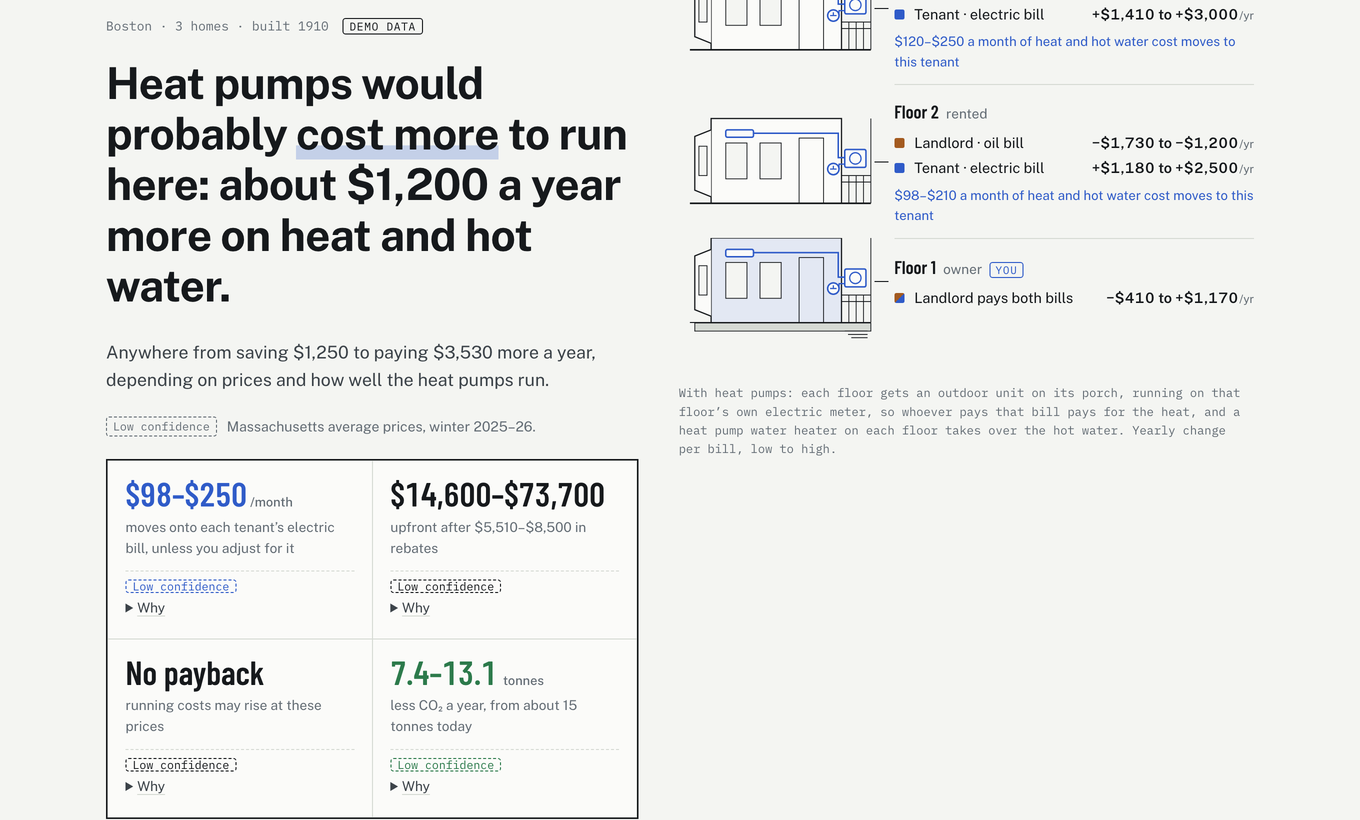 Boston · 3 homes · built 1910 DEMO DATA
Heat pumps would
probably cost more to run
here: about $1,200 a year
more on heat and hot
water.
Anywhere from saving $1,250 to paying $3,530 more a year,
depending on prices and how well the heat pumps run.
Low confidence Massachusetts average prices, winter 2025–26.
$98–$250 /month
moves onto each tenant’s electric
bill, unless you adjust for it
Low confidence
▶ Why
$14,600–$73,700
upfront after $5,510–$8,500 in
rebates
Low confidence
▶ Why
No payback
running costs may rise at these
prices
Low confidence
▶ Why
7.4–13.1 tonnes
less CO₂ a year, from about 15
tonnes today
Low confidence
▶ Why
Tenant · electric bill +$1,410 to +$3,000/yr
$120–$250 a month of heat and hot water cost moves to
this tenant
Floor 2 rented
Landlord · oil bill −$1,730 to −$1,200/yr
Tenant · electric bill +$1,180 to +$2,500/yr
$98–$210 a month of heat and hot water cost moves to this
tenant
Floor 1 owner YOU
Landlord pays both bills −$410 to +$1,170/yr
With heat pumps: each floor gets an outdoor unit on its porch, running on that
floor’s own electric meter, so whoever pays that bill pays for the heat, and a
heat pump water heater on each floor takes over the hot water. Yearly change
per bill, low to high.